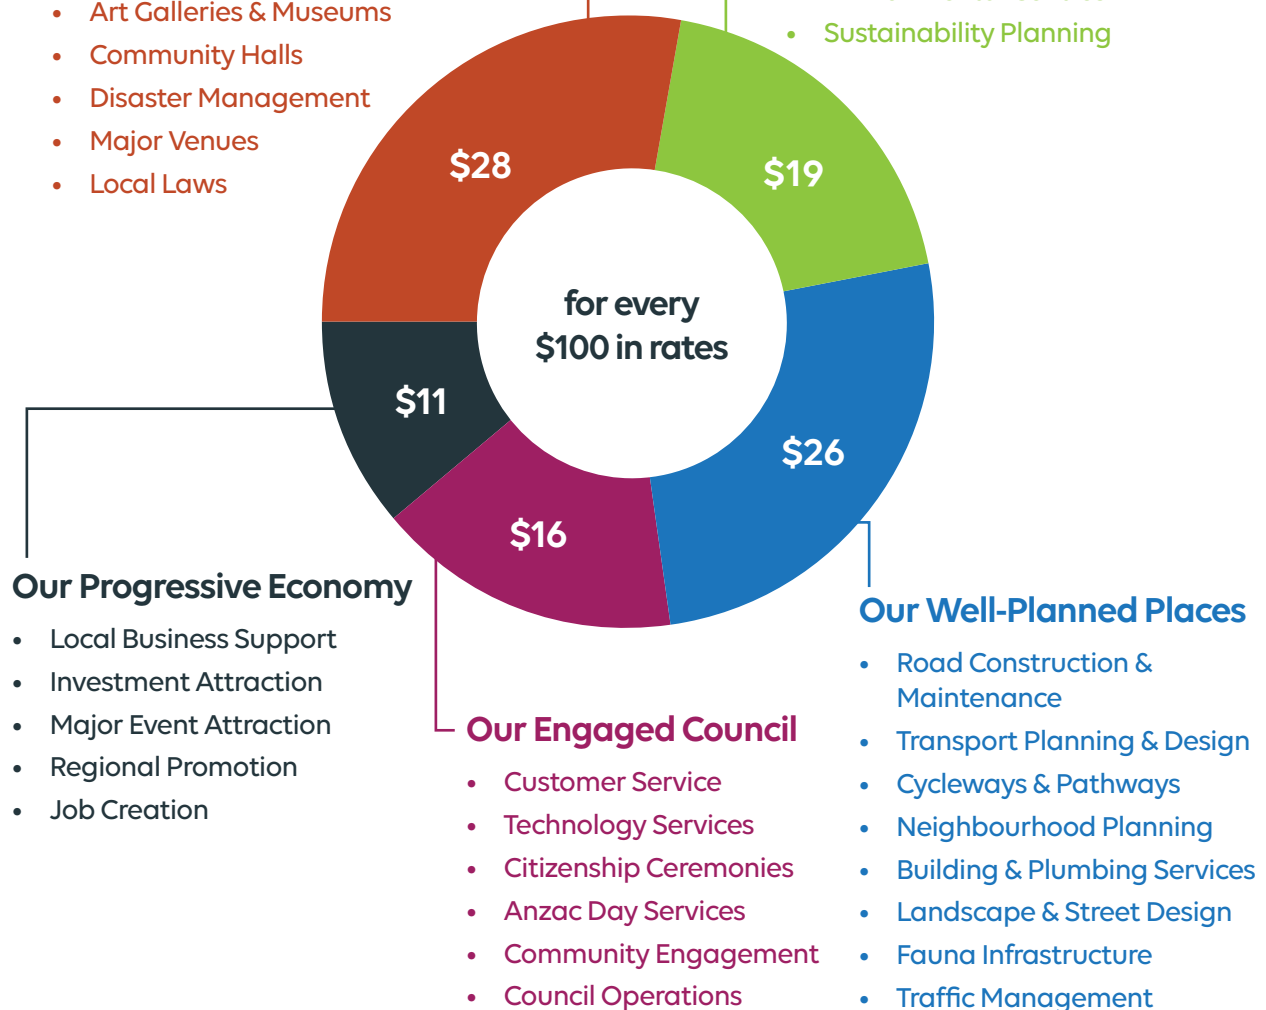 • Art Galleries & Museums
• Community Halls
• Disaster Management
• Major Venues
• Local Laws
• Sustainability Planning
$28
$19
for every
$100 in rates
$11
$26
$16
Our Progressive Economy
• Local Business Support
• Investment Attraction
• Major Event Attraction
• Regional Promotion
• Job Creation
Our Engaged Council
• Customer Service
• Technology Services
• Citizenship Ceremonies
• Anzac Day Services
• Community Engagement
• Council Operations
Our Well-Planned Places
• Road Construction &
Maintenance
• Transport Planning & Design
• Cycleways & Pathways
• Neighbourhood Planning
• Building & Plumbing Services
• Landscape & Street Design
• Fauna Infrastructure
• Traffic Management